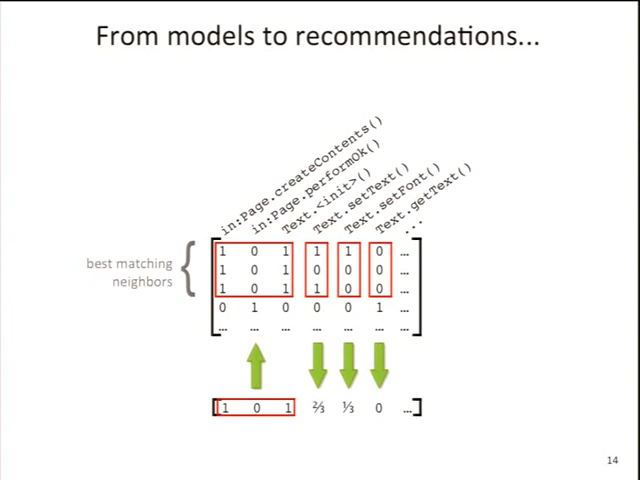 From models to recommendations...
in:Page.createContents()
in:Page.performOk()
Text.<init>()
Text.setText()
Text.setFont()
Text.getText()
...
best matching
neighbors
1 0 1 1 1 0 ...
1 0 1 0 0 0 ...
1 0 1 1 0 0 ...
0 1 0 0 0 1 ...
... ... ... ... ... ... ...
1 0 1 ⅔ ⅓ 0 ...
14